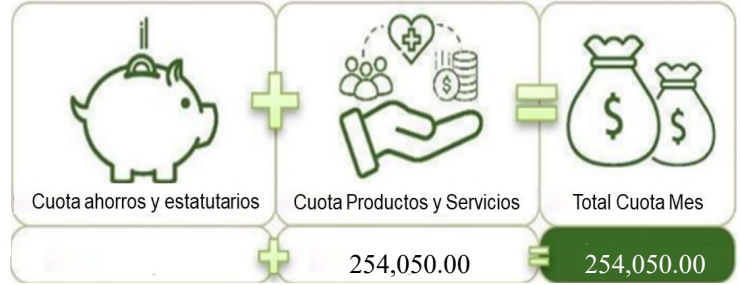 Cuota ahorros y estatutarios
Cuota Productos y Servicios
Total Cuota Mes
254,050.00
254,050.00